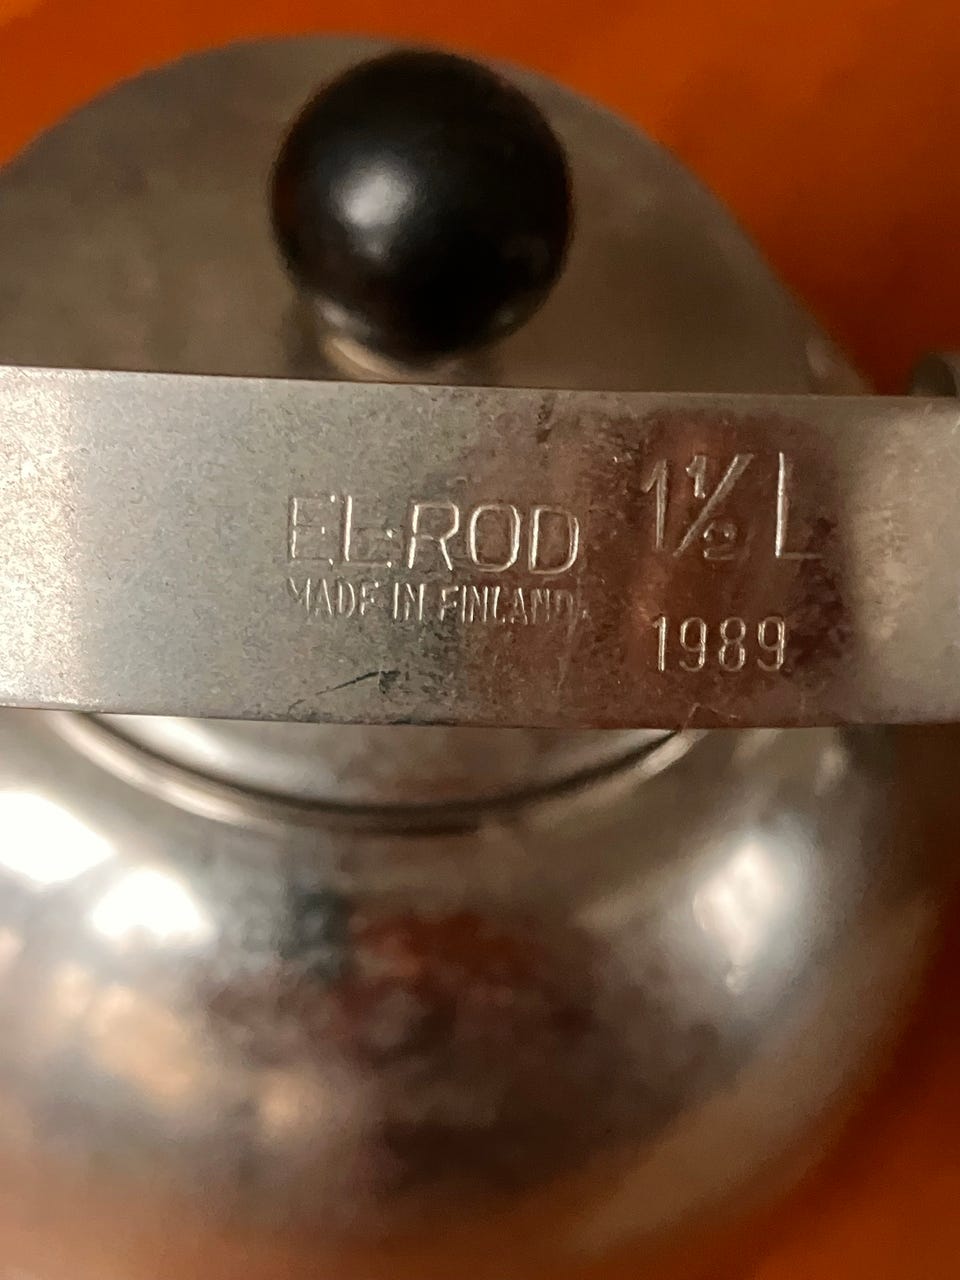 EL-ROD 1½ L
MADE IN FINLAND
1989